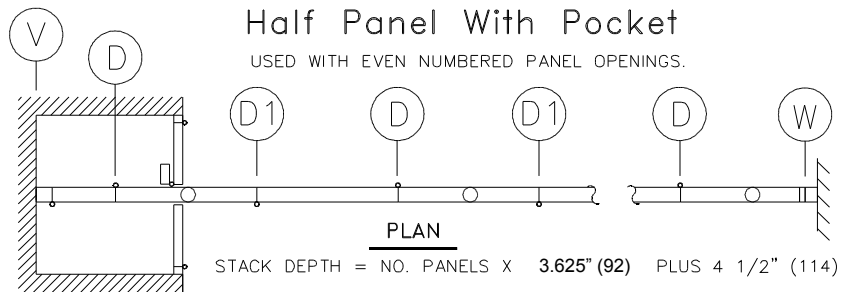 Half Panel With Pocket
USED WITH EVEN NUMBERED PANEL OPENINGS.
V
D
D1
D
D1
D
W
PLAN
STACK DEPTH = NO. PANELS X 3.625" (92) PLUS 4 1/2" (114)